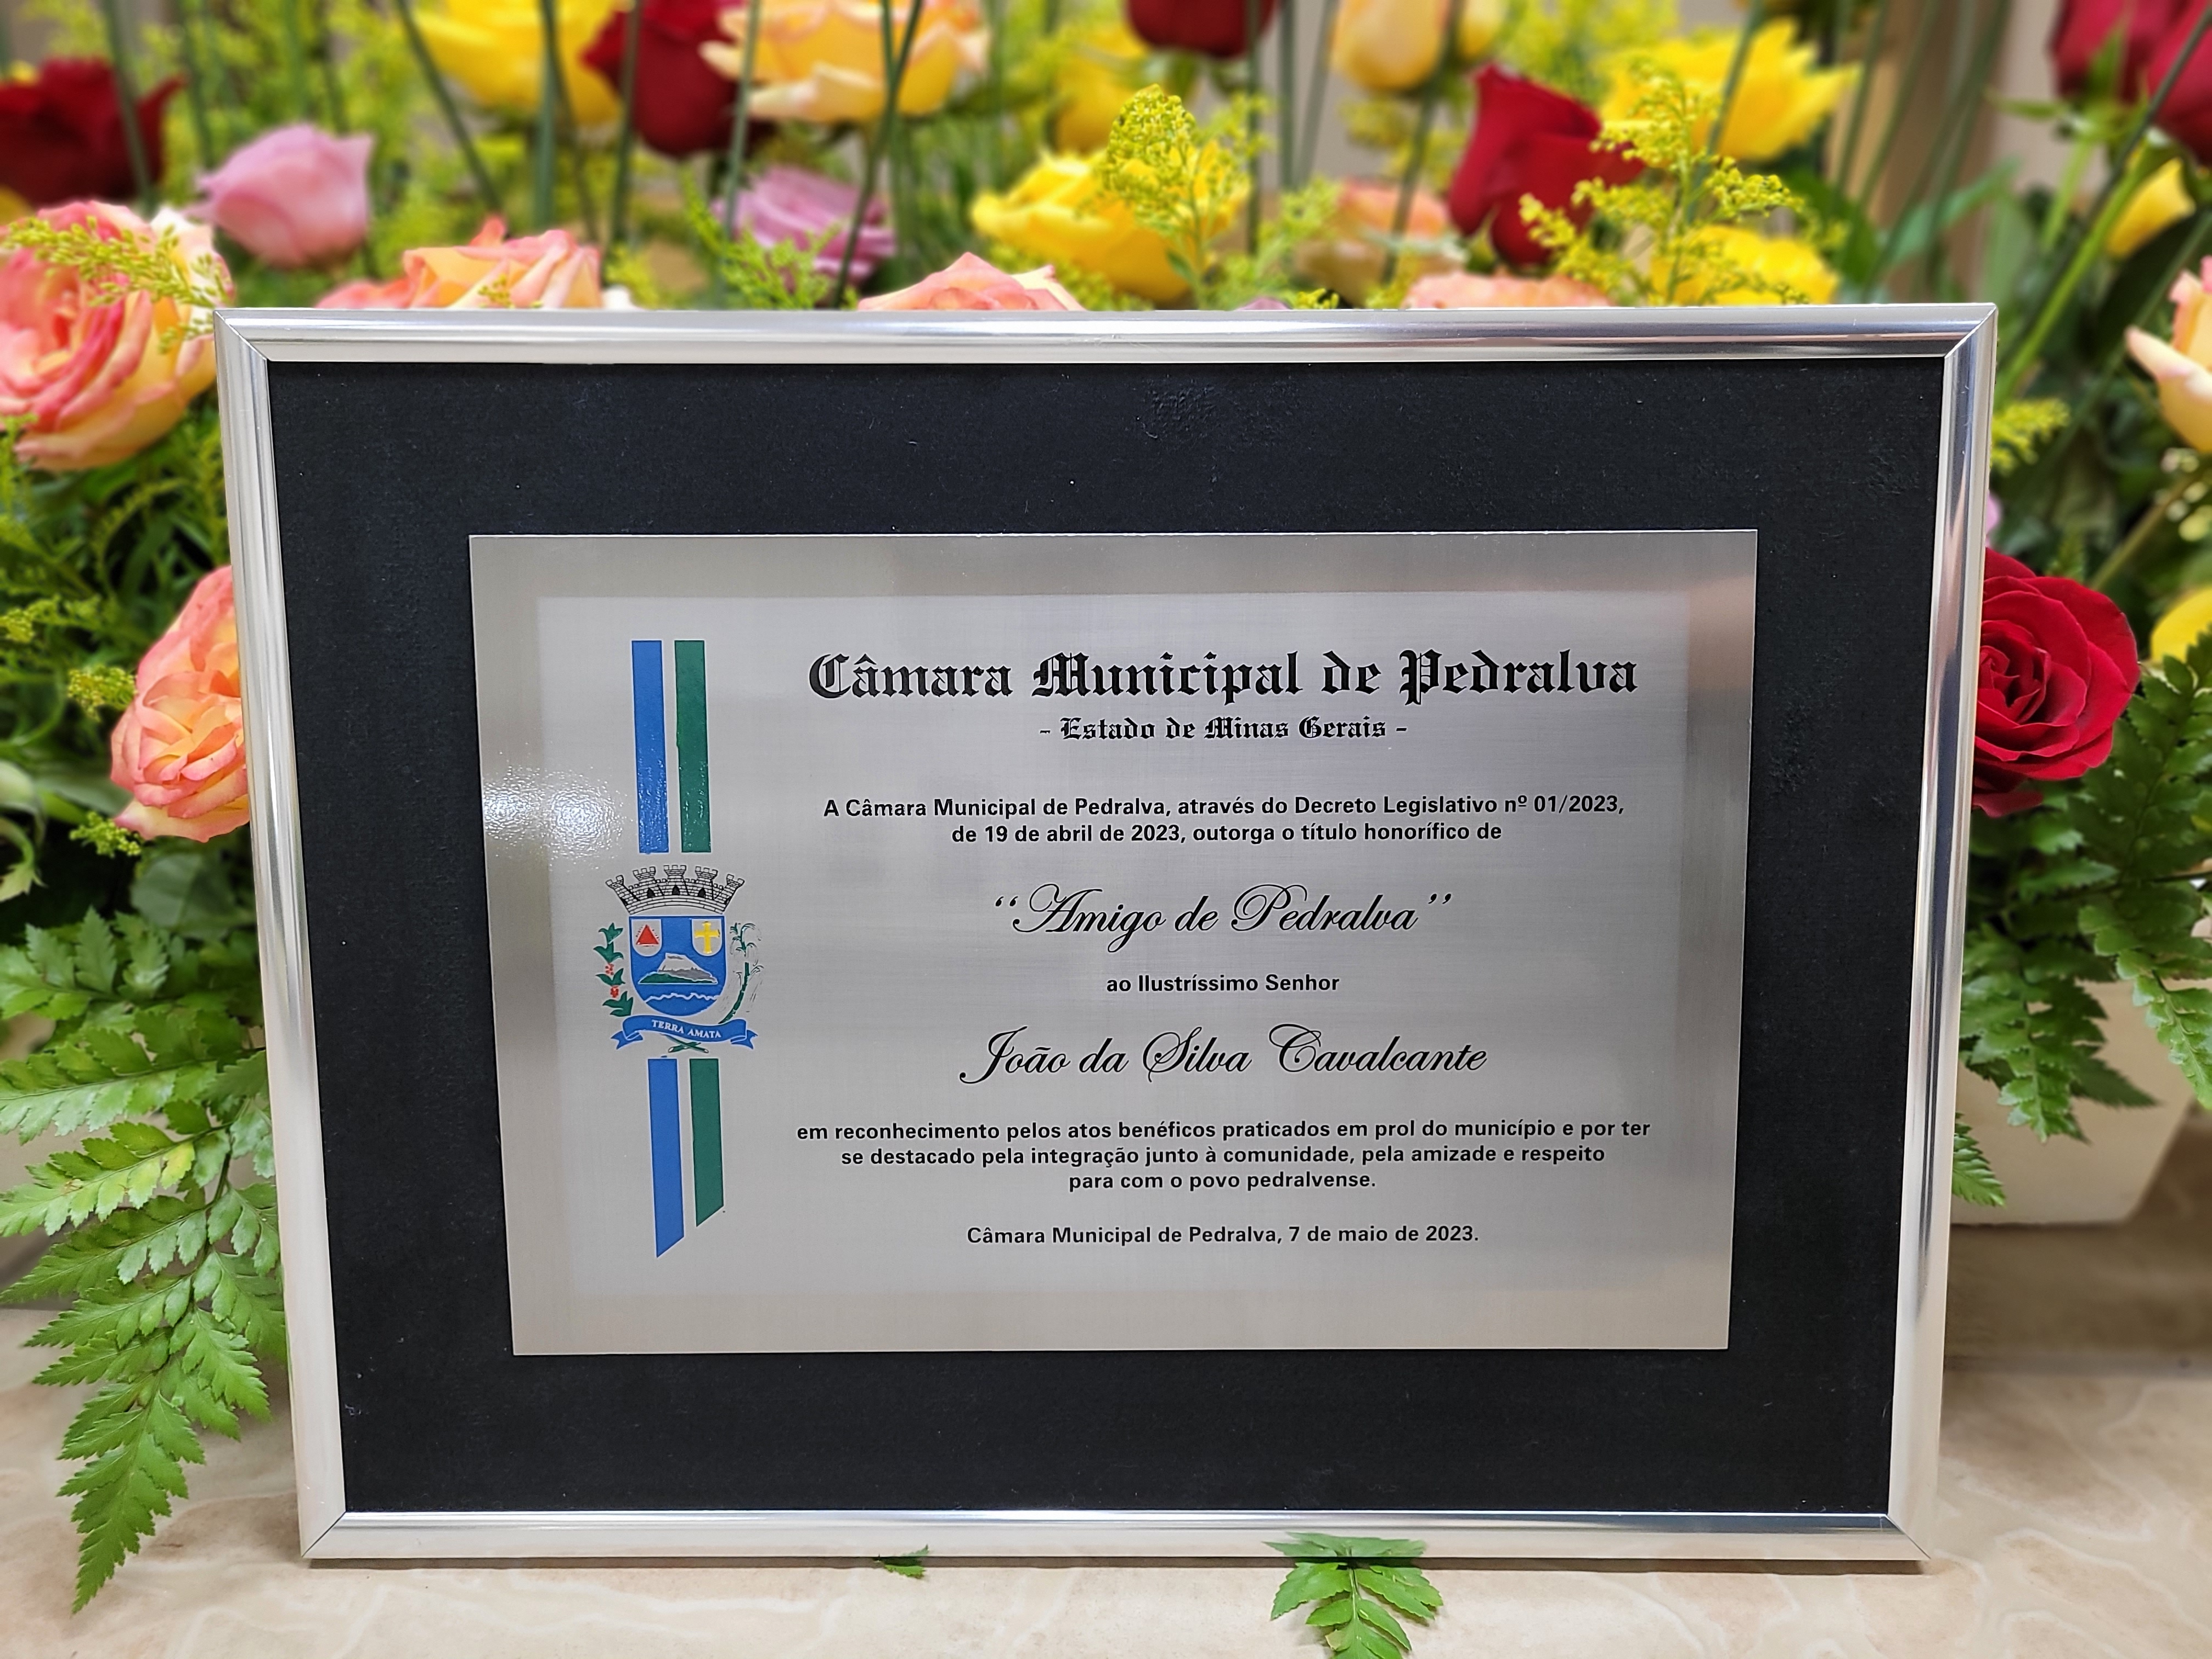 Câmara Municipal de Pedralva
- Estado de Minas Gerais -
A Câmara Municipal de Pedralva, através do Decreto Legislativo nº 01/2023,
de 19 de abril de 2023, outorga o título honorífico de
“Amigo de Pedralva”
ao Ilustríssimo Senhor
João da Silva Cavalcante
em reconhecimento pelos atos benéficos praticados em prol do município e por ter
se destacado pela integração junto à comunidade, pela amizade e respeito
para com o povo pedralvense.
Câmara Municipal de Pedralva, 7 de maio de 2023.
TERRA AMATA